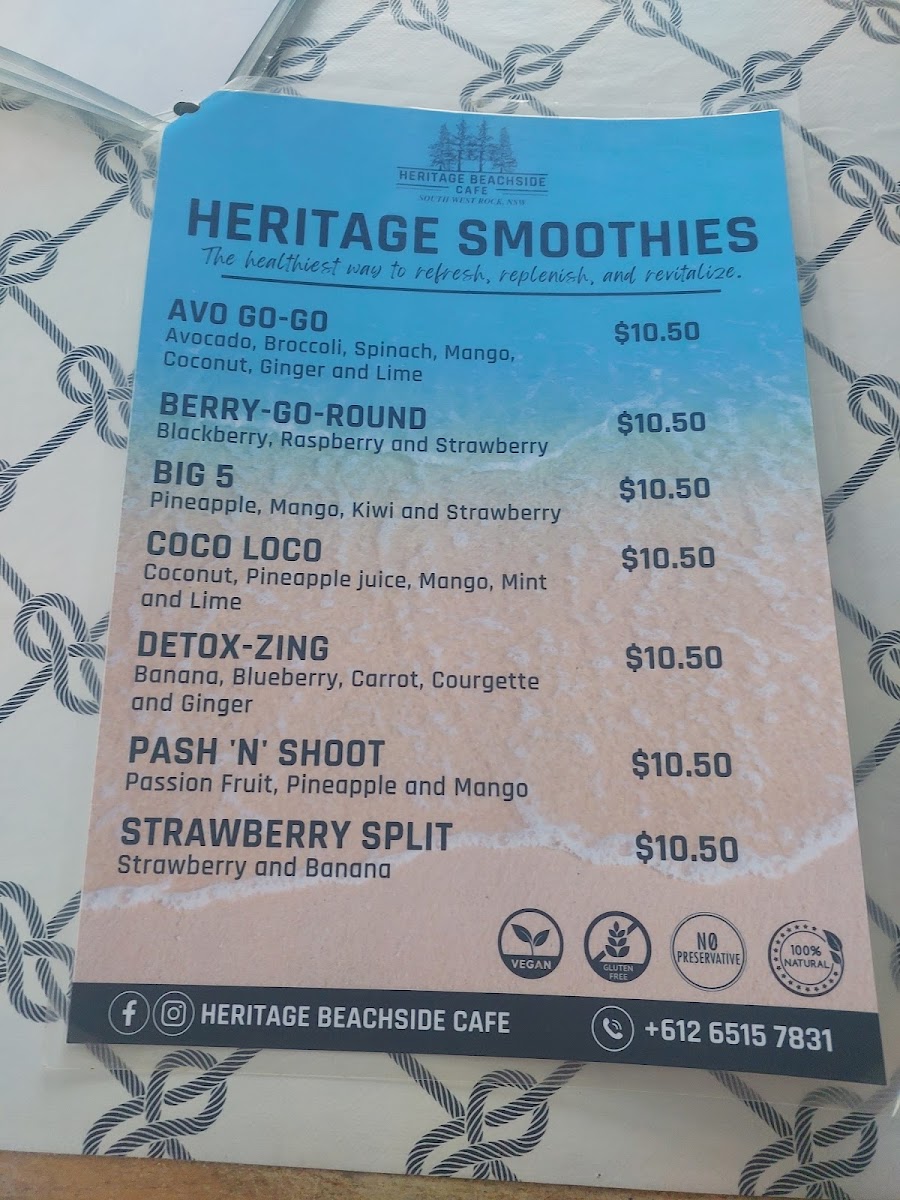 HERITAGE BEACHSIDE
CAFE
SOUTH WEST ROCK, NSW
HERITAGE SMOOTHIES
The healthiest way to refresh, replenish, and revitalize.
AVO GO-GO $10.50
Avocado, Broccoli, Spinach, Mango,
Coconut, Ginger and Lime
BERRY-GO-ROUND $10.50
Blackberry, Raspberry and Strawberry
BIG 5 $10.50
Pineapple, Mango, Kiwi and Strawberry
COCO LOCO $10.50
Coconut, Pineapple juice, Mango, Mint
and Lime
DETOX-ZING $10.50
Banana, Blueberry, Carrot, Courgette
and Ginger
PASH 'N' SHOOT $10.50
Passion Fruit, Pineapple and Mango
STRAWBERRY SPLIT $10.50
Strawberry and Banana
VEGAN
GLUTEN
FREE
NO
PRESERVATIVE
100%
NATURAL
HERITAGE BEACHSIDE CAFE +612 6515 7831